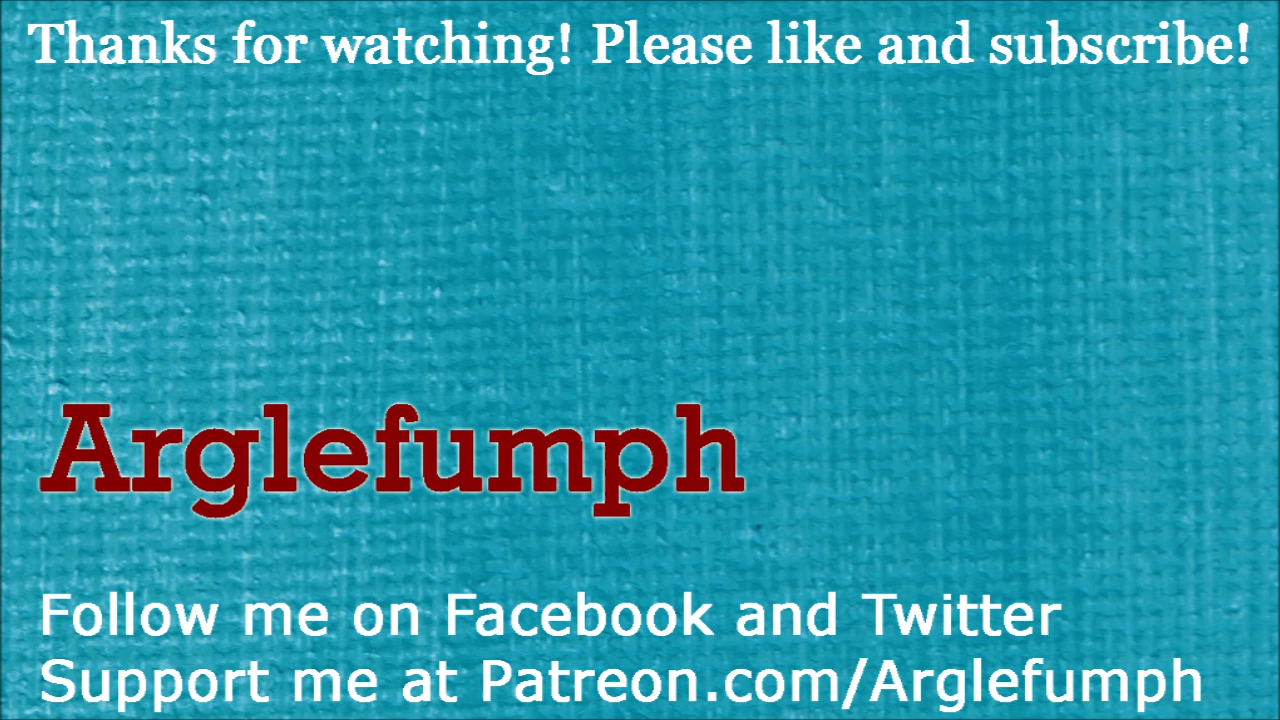 Thanks for watching! Please like and subscribe!
Arglefumph
Follow me on Facebook and Twitter
Support me at Patreon.com/Arglefumph